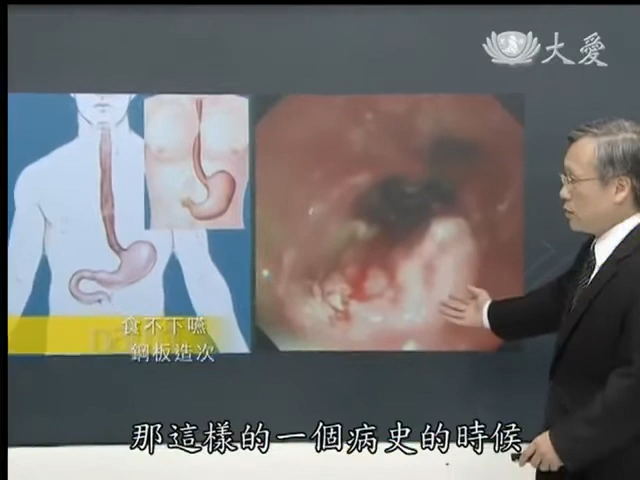 大愛
食不下嚥
鋼板造次
那這樣的一個病史的時候